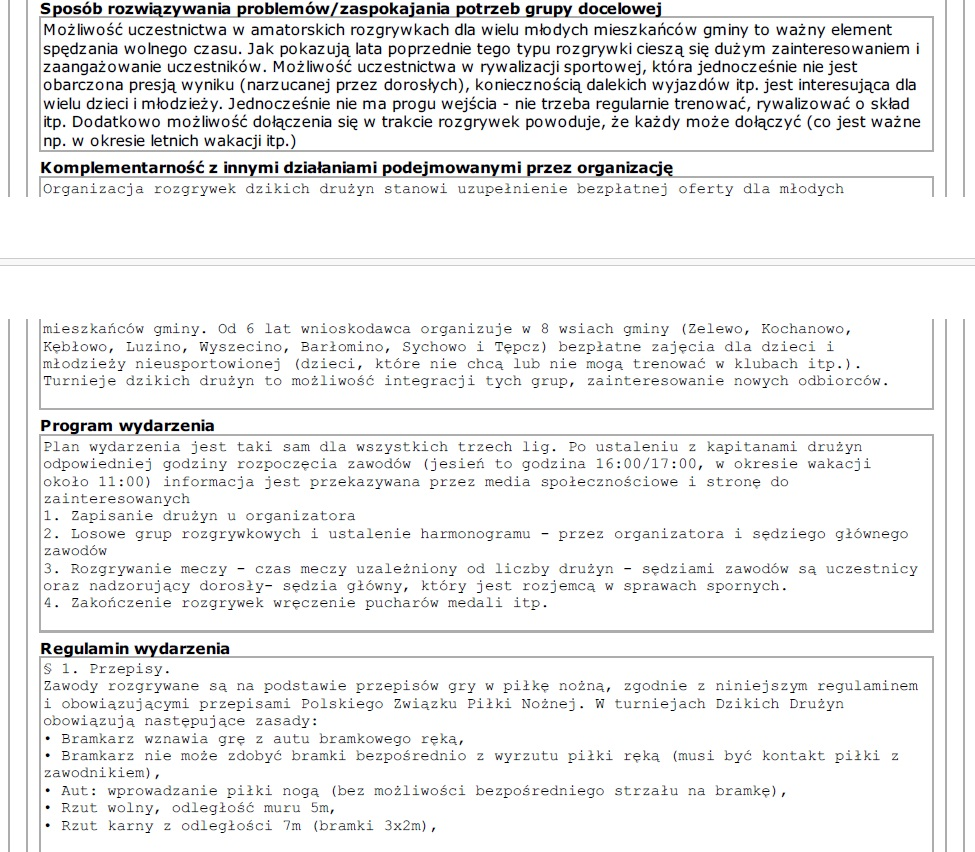 Sposób rozwiązywania problemów/zaspokajania potrzeb grupy docelowej
Możliwość uczestnictwa w amatorskich rozgrywkach dla wielu młodych mieszkańców gminy to ważny element
spędzania wolnego czasu. Jak pokazują lata poprzednie tego typu rozgrywki cieszą się dużym zainteresowaniem i
zaangażowanie uczestników. Możliwość uczestnictwa w rywalizacji sportowej, która jednocześnie nie jest
obarczona presją wyniku (narzucanej przez dorosłych), koniecznością dalekich wyjazdów itp. jest interesująca dla
wielu dzieci i młodzieży. Jednocześnie nie ma progu wejścia - nie trzeba regularnie trenować, rywalizować o skład
itp. Dodatkowo możliwość dołączenia się w trakcie rozgrywek powoduje, że każdy może dołączyć (co jest ważne
np. w okresie letnich wakacji itp.)
Komplementarność z innymi działaniami podejmowanymi przez organizację
Organizacja rozgrywek dzikich drużyn stanowi uzupełnienie bezpłatnej oferty dla młodych
mieszkańców gminy. Od 6 lat wnioskodawca organizuje w 8 wsiach gminy (Zelewo, Kochanowo,
Kębłowo, Luzino, Wyszecino, Barłomino, Sychowo i Tępcz) bezpłatne zajęcia dla dzieci i
młodzieży nieusportowionej (dzieci, które nie chcą lub nie mogą trenować w klubach itp.).
Turnieje dzikich drużyn to możliwość integracji tych grup, zainteresowanie nowych odbiorców.
Program wydarzenia
Plan wydarzenia jest taki sam dla wszystkich trzech lig. Po ustaleniu z kapitanami drużyn
odpowiedniej godziny rozpoczęcia zawodów (jesień to godzina 16:00/17:00, w okresie wakacji
około 11:00) informacja jest przekazywana przez media społecznościowe i stronę do
zainteresowanych
1. Zapisanie drużyn u organizatora
2. Losowe grup rozgrywkowych i ustalenie harmonogramu - przez organizatora i sędziego głównego
zawodów
3. Rozgrywanie meczy - czas meczy uzależniony od liczby drużyn - sędziami zawodów są uczestnicy
oraz nadzorujący dorosły- sędzia główny, który jest rozjemcą w sprawach spornych.
4. Zakończenie rozgrywek wręczenie pucharów medali itp.
Regulamin wydarzenia
§ 1. Przepisy.
Zawody rozgrywane są na podstawie przepisów gry w piłkę nożną, zgodnie z niniejszym regulaminem
i obowiązującymi przepisami Polskiego Związku Piłki Nożnej. W turniejach Dzikich Drużyn
obowiązują następujące zasady:
• Bramkarz wznawia grę z autu bramkowego ręką,
• Bramkarz nie może zdobyć bramki bezpośrednio z wyrzutu piłki ręką (musi być kontakt piłki z
zawodnikiem),
• Aut: wprowadzanie piłki nogą (bez możliwości bezpośredniego strzału na bramkę),
• Rzut wolny, odległość muru 5m,
• Rzut karny z odległości 7m (bramki 3x2m),